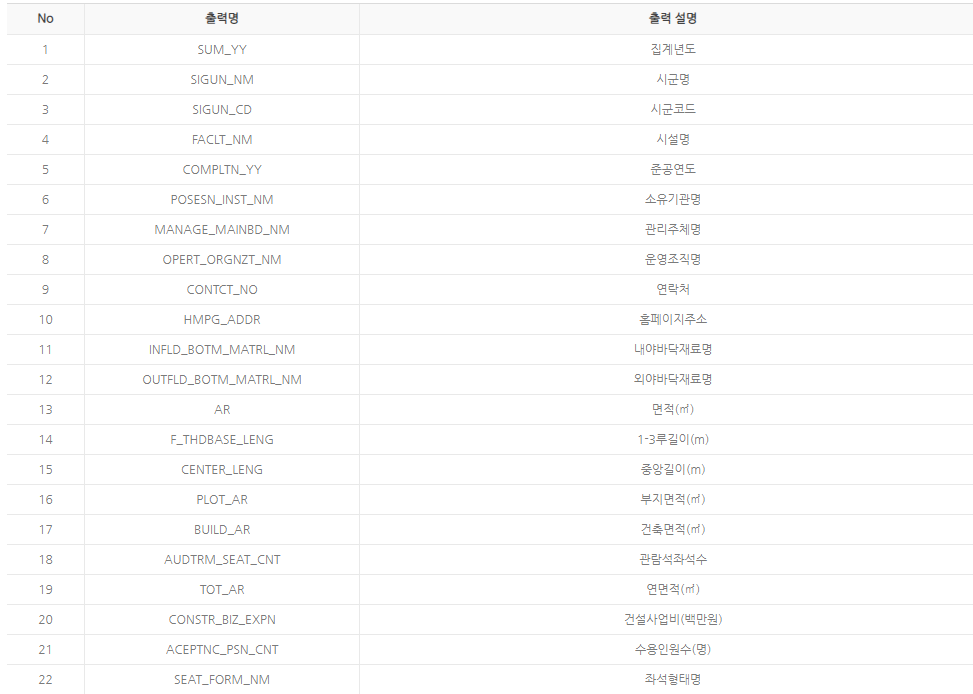 No 출력명 출력 설명
1 SUM_YY 집계년도
2 SIGUN_NM 시군명
3 SIGUN_CD 시군코드
4 FACLT_NM 시설명
5 COMPLTN_YY 준공연도
6 POSESN_INST_NM 소유기관명
7 MANAGE_MAINBD_NM 관리주체명
8 OPERT_ORGNZT_NM 운영조직명
9 CONTCT_NO 연락처
10 HMPG_ADDR 홈페이지주소
11 INFLD_BOTM_MATRL_NM 내야바닥재료명
12 OUTFLD_BOTM_MATRL_NM 외야바닥재료명
13 AR 면적(㎡)
14 F_THDBASE_LENG 1-3루길이(m)
15 CENTER_LENG 중앙길이(m)
16 PLOT_AR 부지면적(㎡)
17 BUILD_AR 건축면적(㎡)
18 AUDTRM_SEAT_CNT 관람석좌석수
19 TOT_AR 연면적(㎡)
20 CONSTR_BIZ_EXPN 건설사업비(백만원)
21 ACEPTNC_PSN_CNT 수용인원수(명)
22 SEAT_FORM_NM 좌석형태명